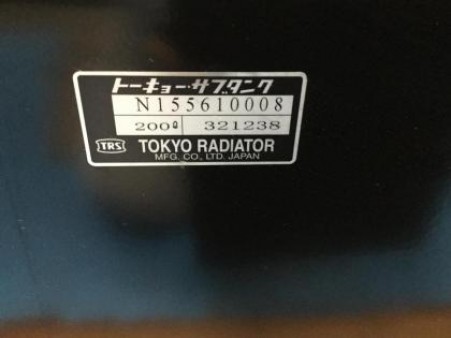 トーキョー・サブタンク
N155610008
200ℓ 321238
TRS TOKYO RADIATOR
MFG. CO., LTD. JAPAN